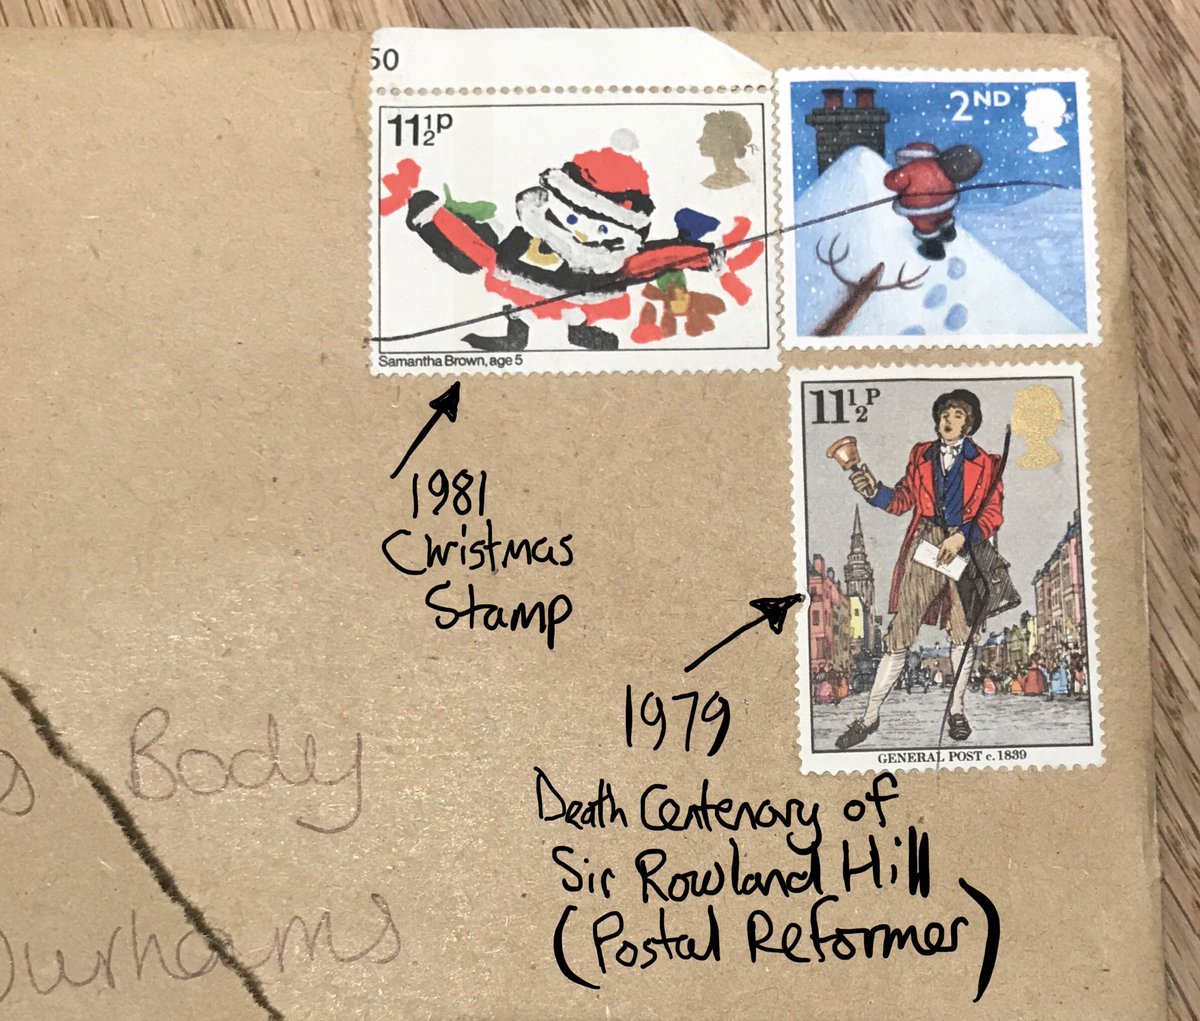 50
11½p
2ND
Samantha Brown, age 5
11½P
1981
Christmas
Stamp
GENERAL POST c.1839
1979
Death Centenary of
Sir Rowland Hill
(Postal Reformer)
Body
Durhams